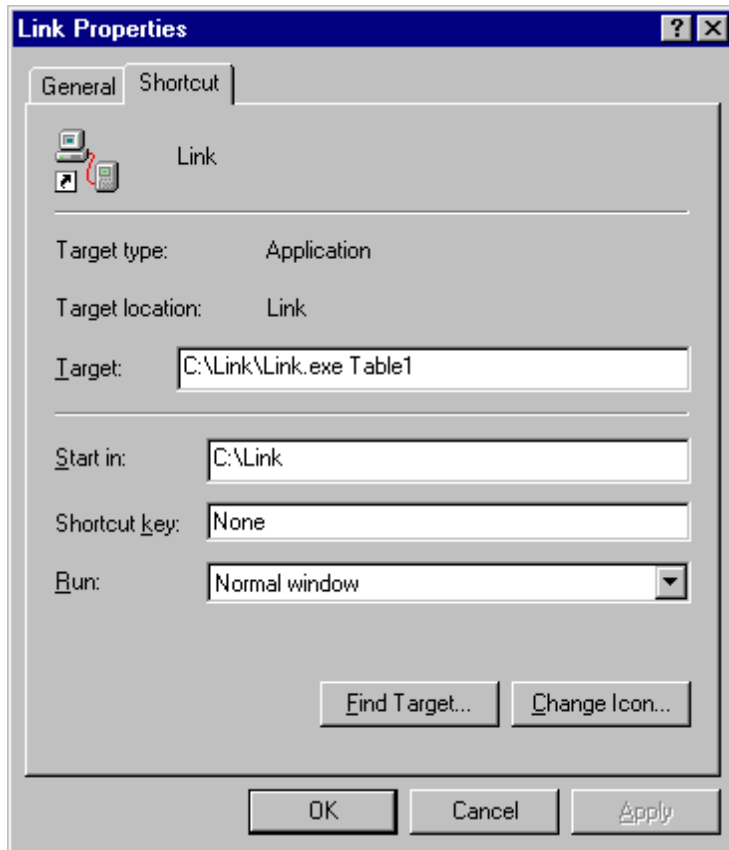 Link Properties
General Shortcut
Link
Target type: Application
Target location: Link
Target: C:\Link\Link.exe Table1
Start in: C:\Link
Shortcut key: None
Run: Normal window
Find Target... Change Icon...
OK Cancel Apply